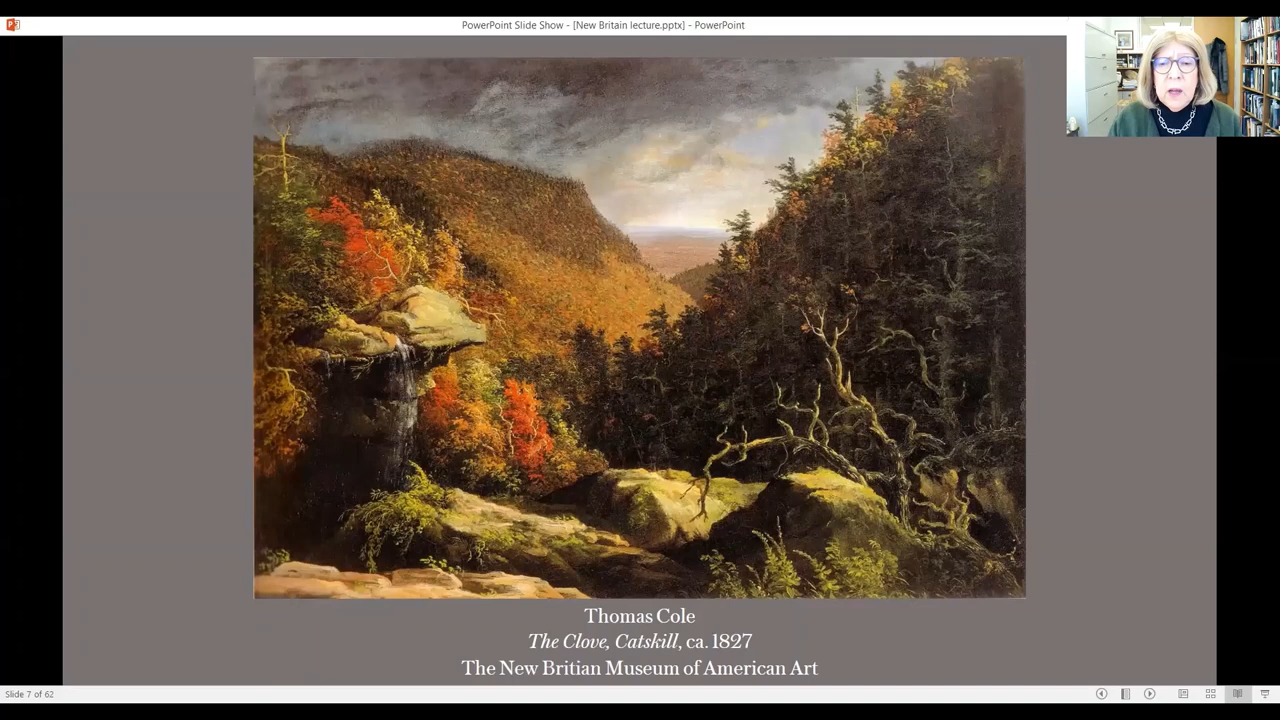 PowerPoint Slide Show - [New Britain lecture.pptx] - PowerPoint
Thomas Cole
The Clove, Catskill, ca. 1827
The New Britian Museum of American Art
Slide 7 of 62